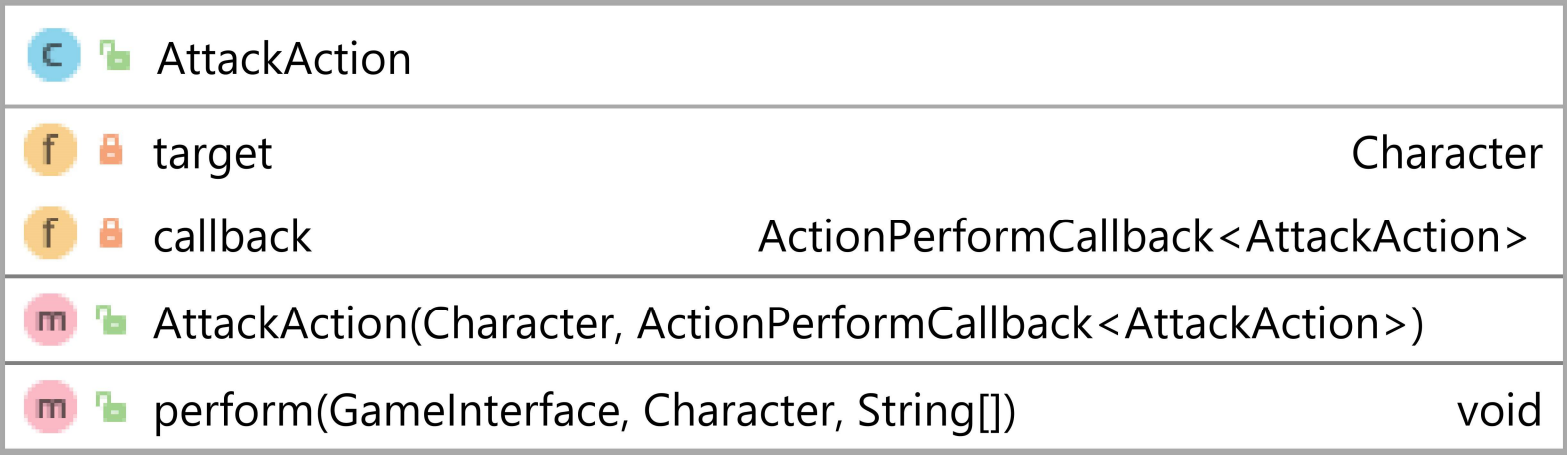 c AttackAction
f target Character
f callback ActionPerformCallback<AttackAction>
m AttackAction(Character, ActionPerformCallback<AttackAction>)
m perform(GameInterface, Character, String[]) void